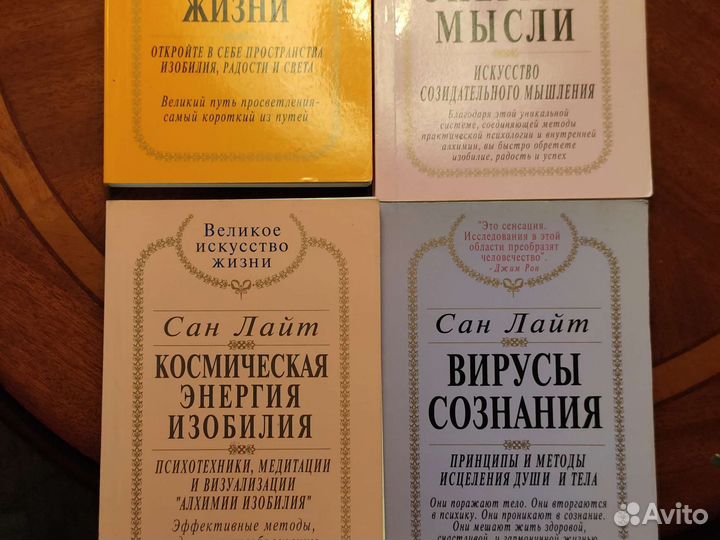 ЖИЗНИ
ОТКРОЙТЕ В СЕБЕ ПРОСТРАНСТВА
ИЗОБИЛИЯ, РАДОСТИ И СВЕТА
Великий путь просветления-
самый короткий из путей
МЫСЛИ
ИСКУССТВО
СОЗИДАТЕЛЬНОГО МЫШЛЕНИЯ
Благодаря этой уникальной
системе, соединяющей методы
практической психологии и внутренней
алхимии, вы быстро обретете
изобилие, радость и успех
Великое
искусство
жизни
Сан Лайт
КОСМИЧЕСКАЯ
ЭНЕРГИЯ
ИЗОБИЛИЯ
ПСИХОТЕХНИКИ, МЕДИТАЦИИ
И ВИЗУАЛИЗАЦИИ
"АЛХИМИИ ИЗОБИЛИЯ"
Эффективные методы,
"Это сенсация.
Исследования в этой
области преобразят
человечество".
-Джим Рон
Сан Лайт
ВИРУСЫ
СОЗНАНИЯ
ПРИНЦИПЫ И МЕТОДЫ
ИСЦЕЛЕНИЯ ДУШИ И ТЕЛА
Они поражают тело. Они вторгаются
в психику. Они проникают в сознание.
Они мешают жить здоровой,
счастливой, и гармоничной жизнью
Avito